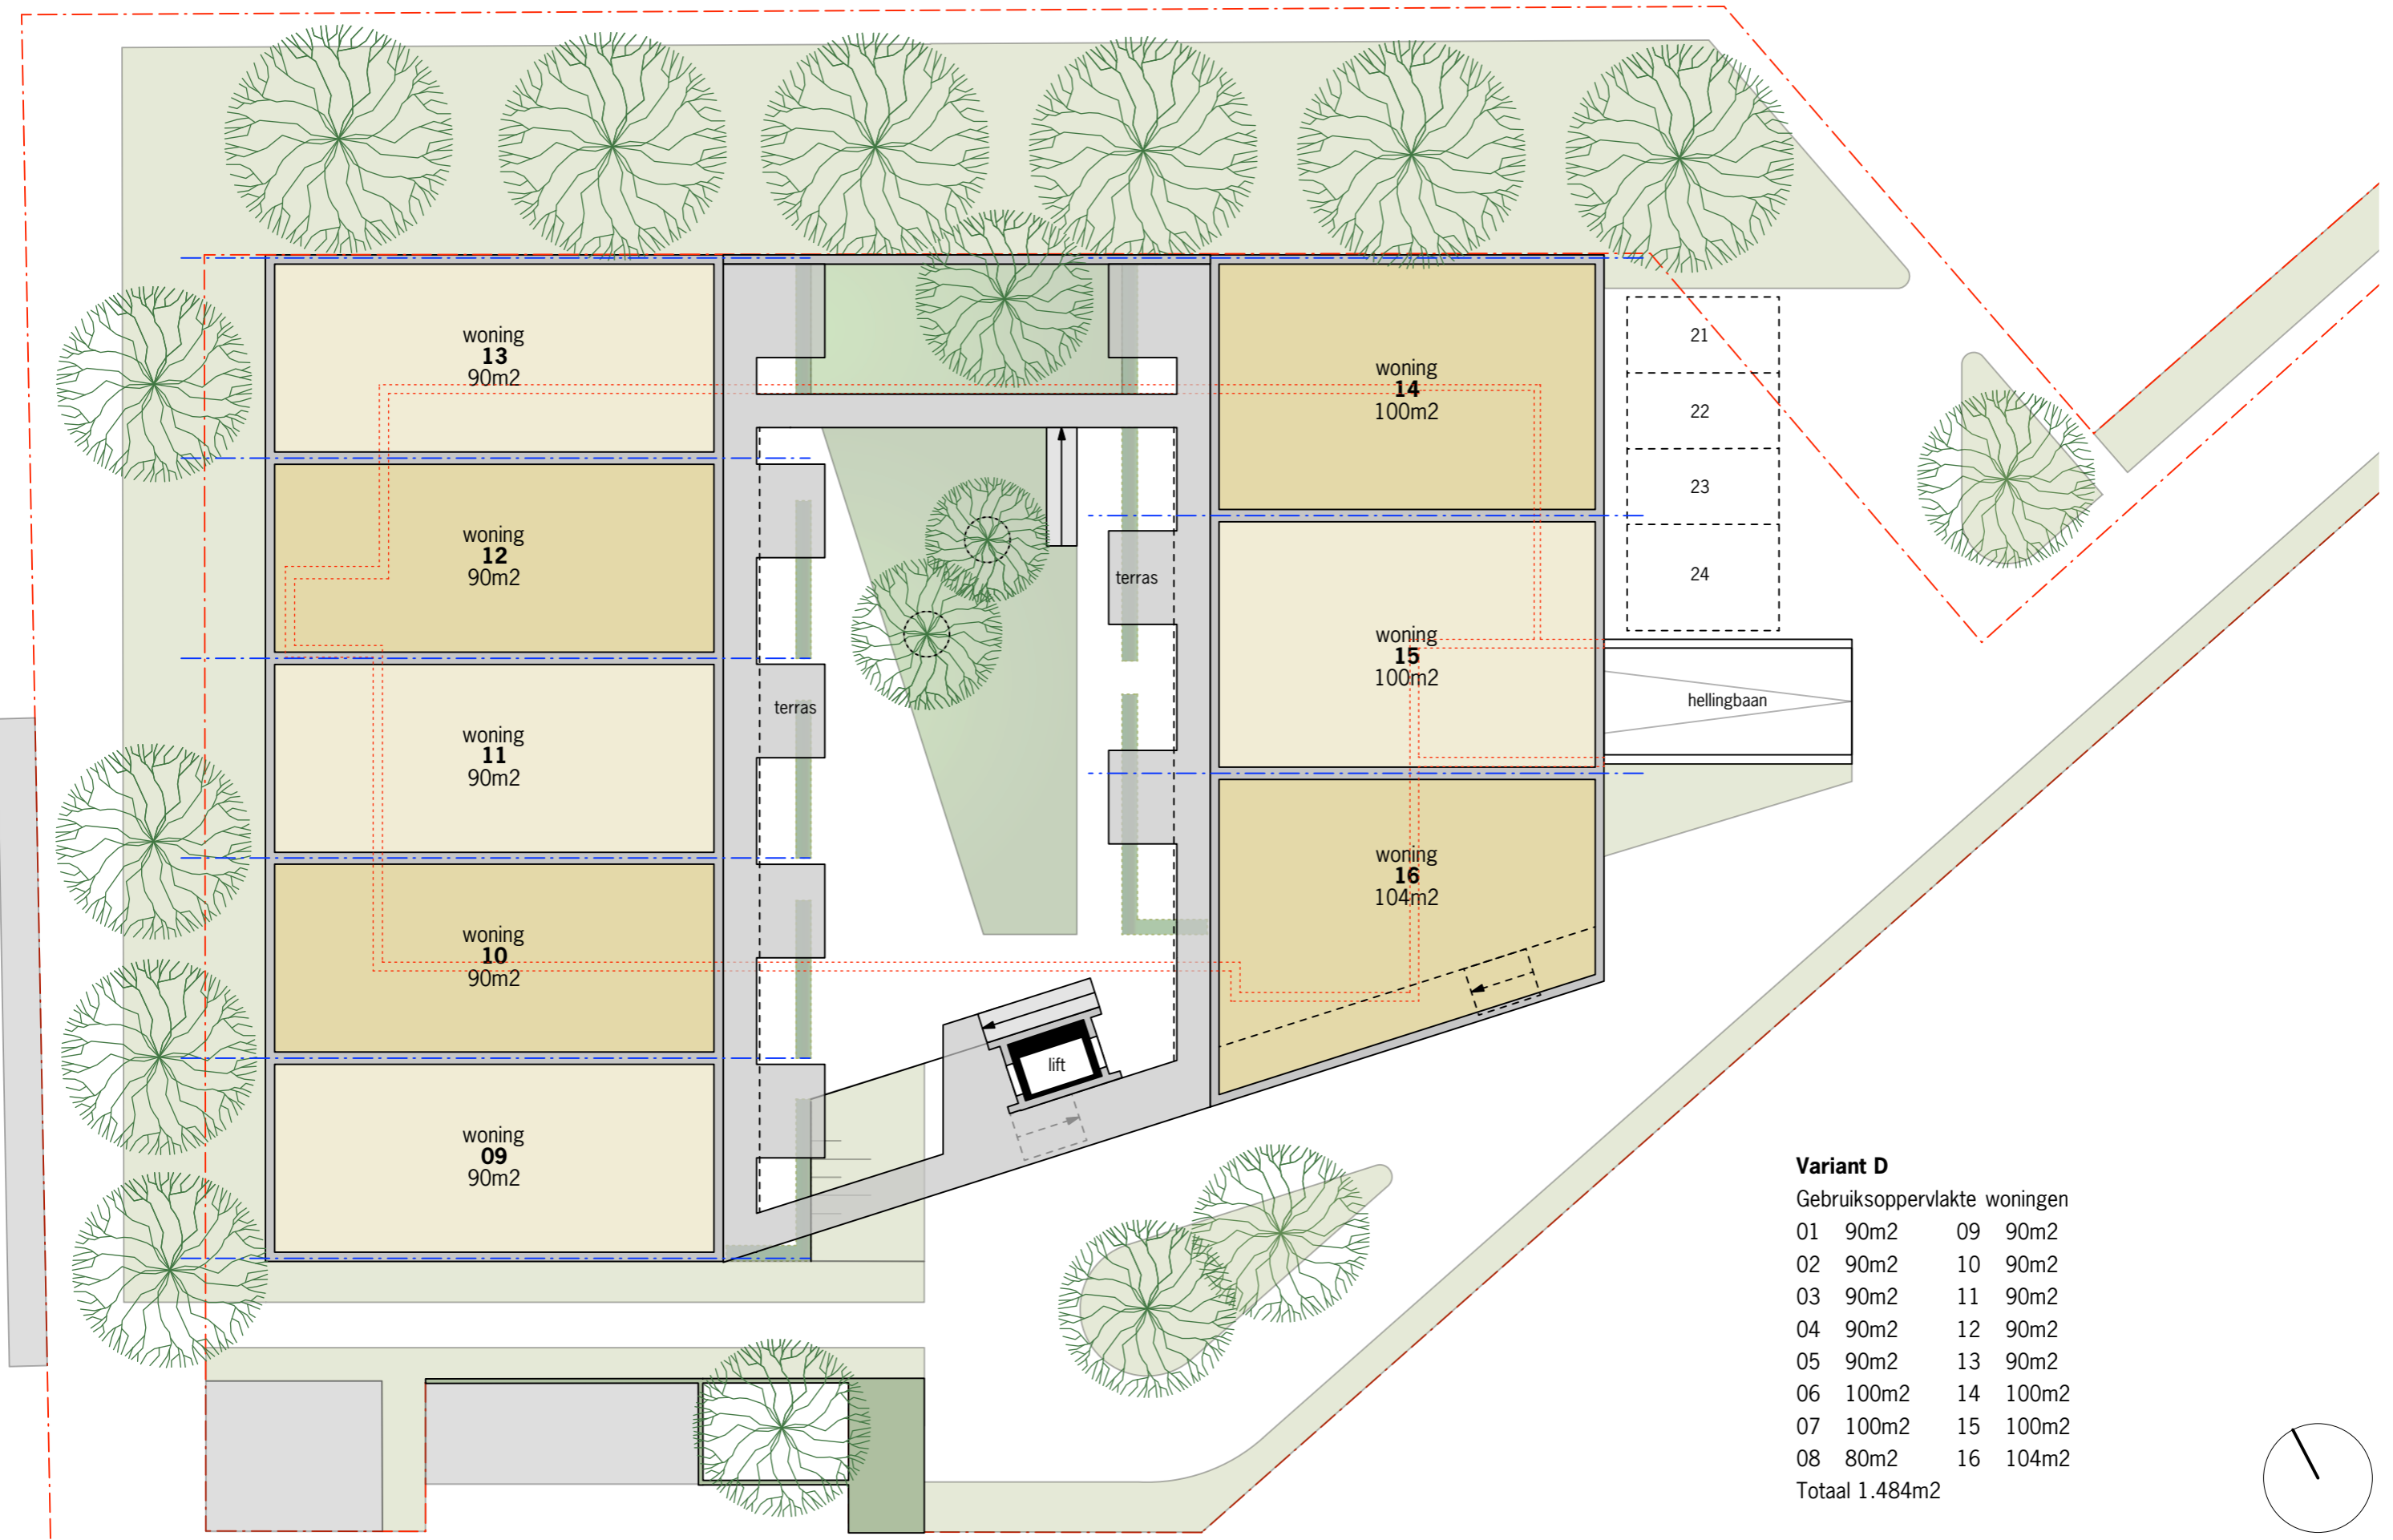 woning
13
90m2
woning
12
90m2
woning
11
90m2
woning
10
90m2
woning
09
90m2
terras
terras
lift
woning
14
100m2
woning
15
100m2
woning
16
104m2
21
22
23
24
hellingbaan
Variant D
Gebruiksoppervlakte woningen
01 90m2 09 90m2
02 90m2 10 90m2
03 90m2 11 90m2
04 90m2 12 90m2
05 90m2 13 90m2
06 100m2 14 100m2
07 100m2 15 100m2
08 80m2 16 104m2
Totaal 1.484m2